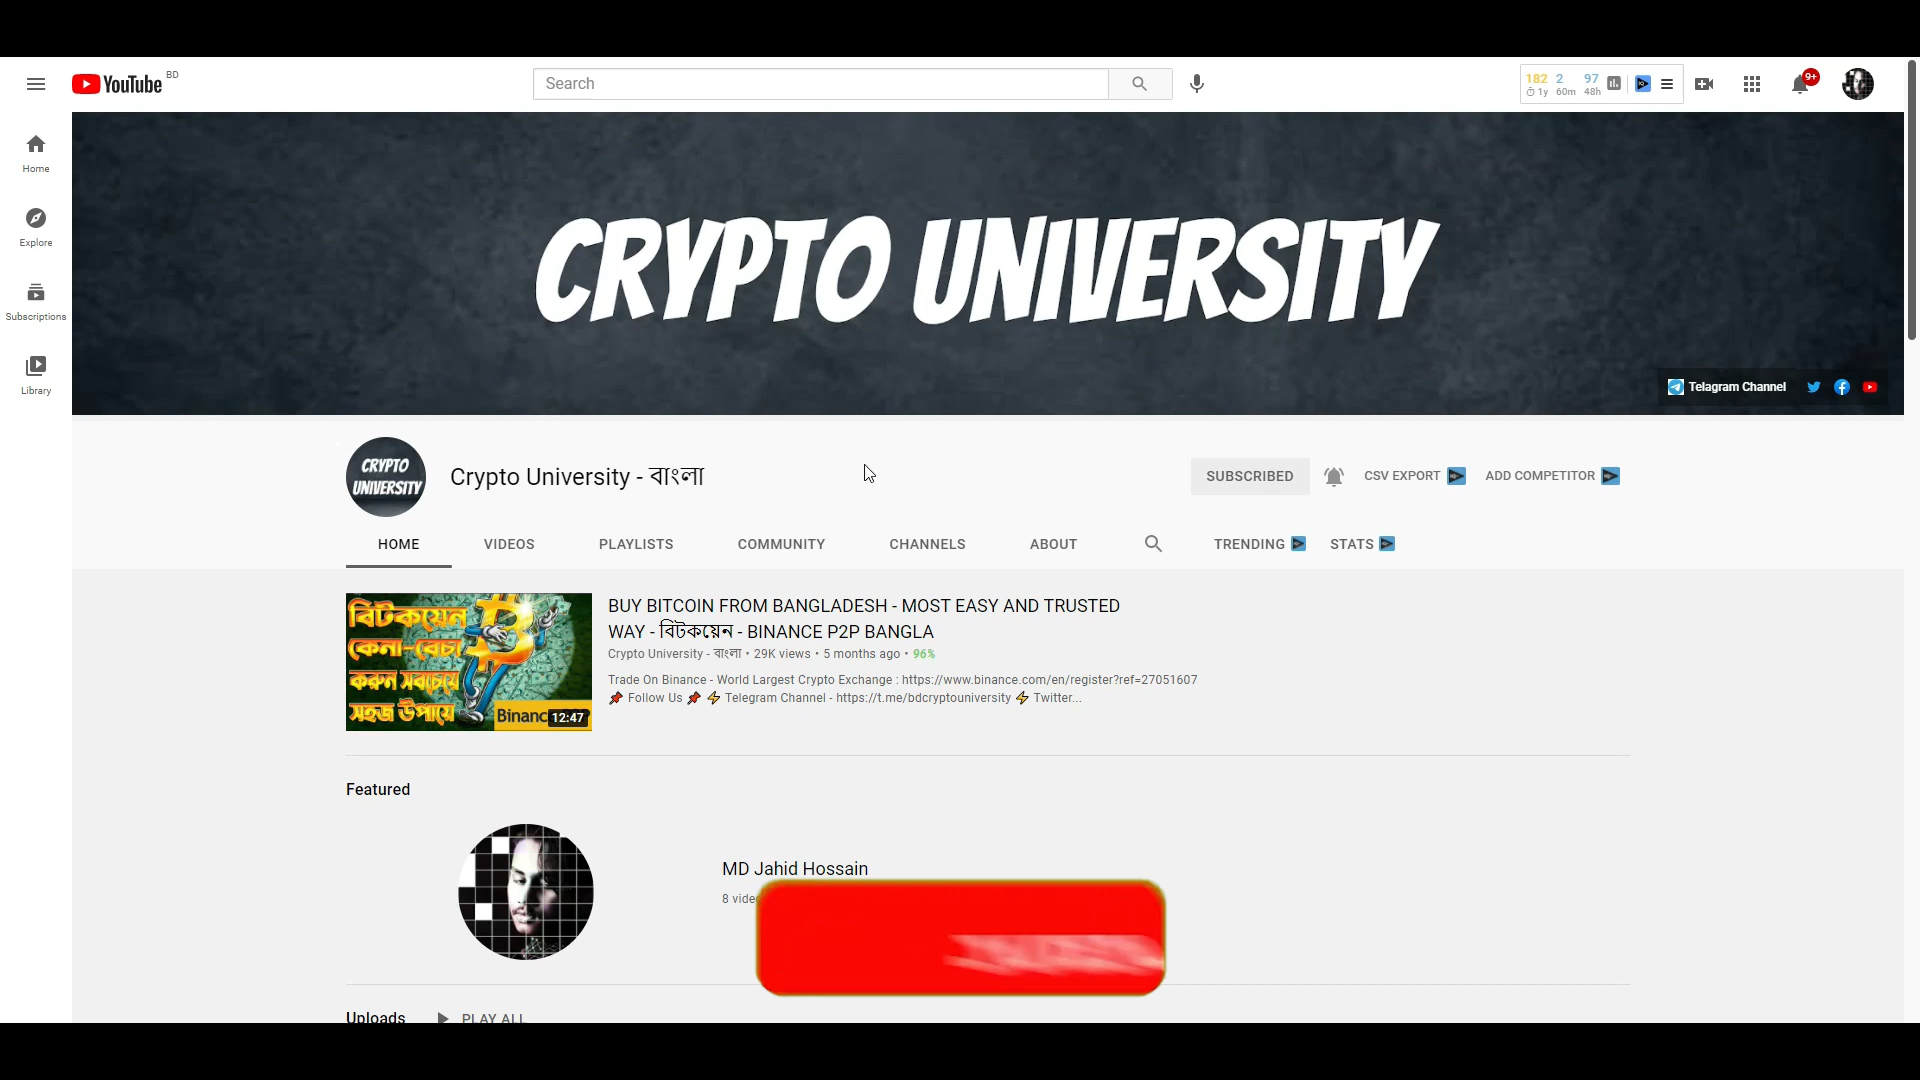 YouTube BD
Search
182 2 97
1y 60m 48h
9+
Home
Explore
Subscriptions
Library
CRYPTO UNIVERSITY
Telagram Channel
CRYPTO
UNIVERSITY
Crypto University - বাংলা
SUBSCRIBED
CSV EXPORT
ADD COMPETITOR
HOME
VIDEOS
PLAYLISTS
COMMUNITY
CHANNELS
ABOUT
TRENDING
STATS
বিটকয়েন
কেনা-বেচা
করুন সবচেয়ে
সহজ উপায়ে
12:47
BUY BITCOIN FROM BANGLADESH - MOST EASY AND TRUSTED
WAY - বিটকয়েন - BINANCE P2P BANGLA
Crypto University - বাংলা • 29K views • 5 months ago • 96%
Trade On Binance - World Largest Crypto Exchange : https://www.binance.com/en/register?ref=27051607
📌 Follow Us 📌 ⚡ Telegram Channel - https://t.me/bdcryptouniversity ⚡ Twitter...
Featured
MD Jahid Hossain
8
Uploads
PLAY ALL